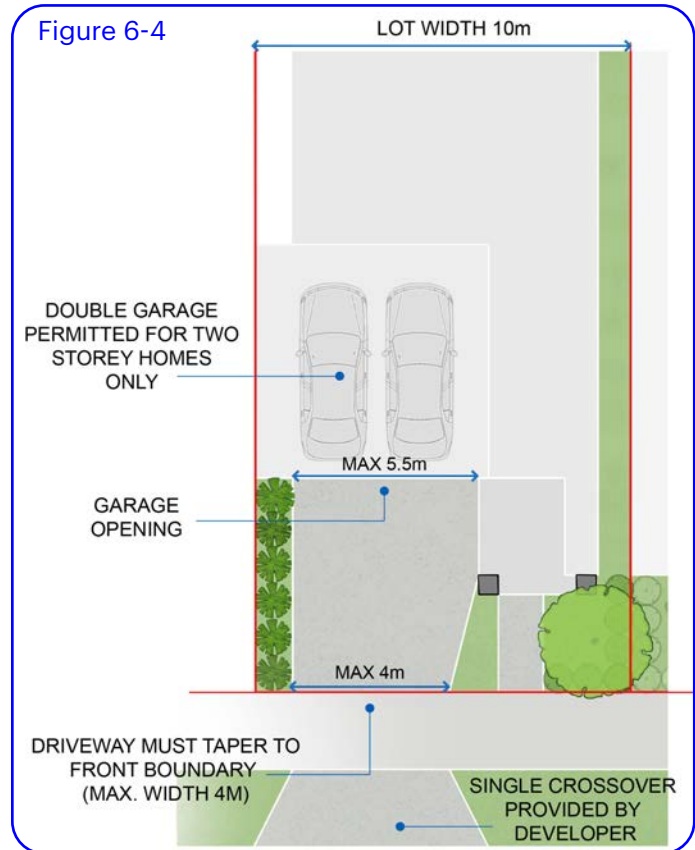 Figure 6-4
LOT WIDTH 10m
DOUBLE GARAGE
PERMITTED FOR TWO
STOREY HOMES
ONLY
MAX 5.5m
GARAGE
OPENING
MAX 4m
DRIVEWAY MUST TAPER TO
FRONT BOUNDARY
(MAX. WIDTH 4M)
SINGLE CROSSOVER
PROVIDED BY
DEVELOPER